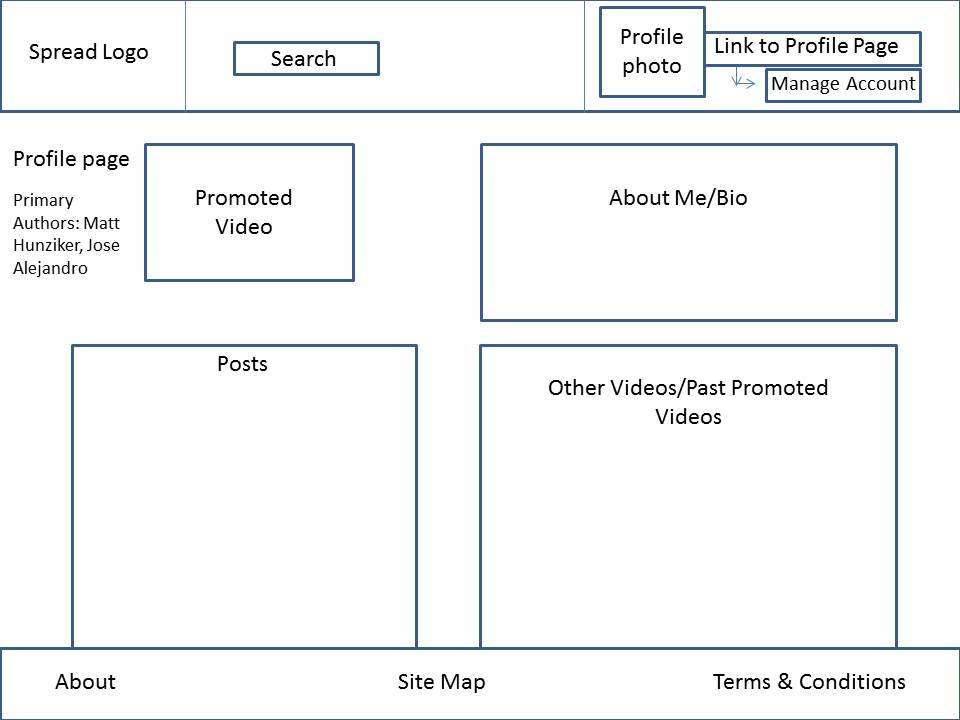 Spread Logo
Search
Profile
photo
Link to Profile Page
Manage Account
Profile page
Primary
Authors: Matt
Hunziker, Jose
Alejandro
Promoted
Video
About Me/Bio
Posts
Other Videos/Past Promoted
Videos
About
Site Map
Terms & Conditions